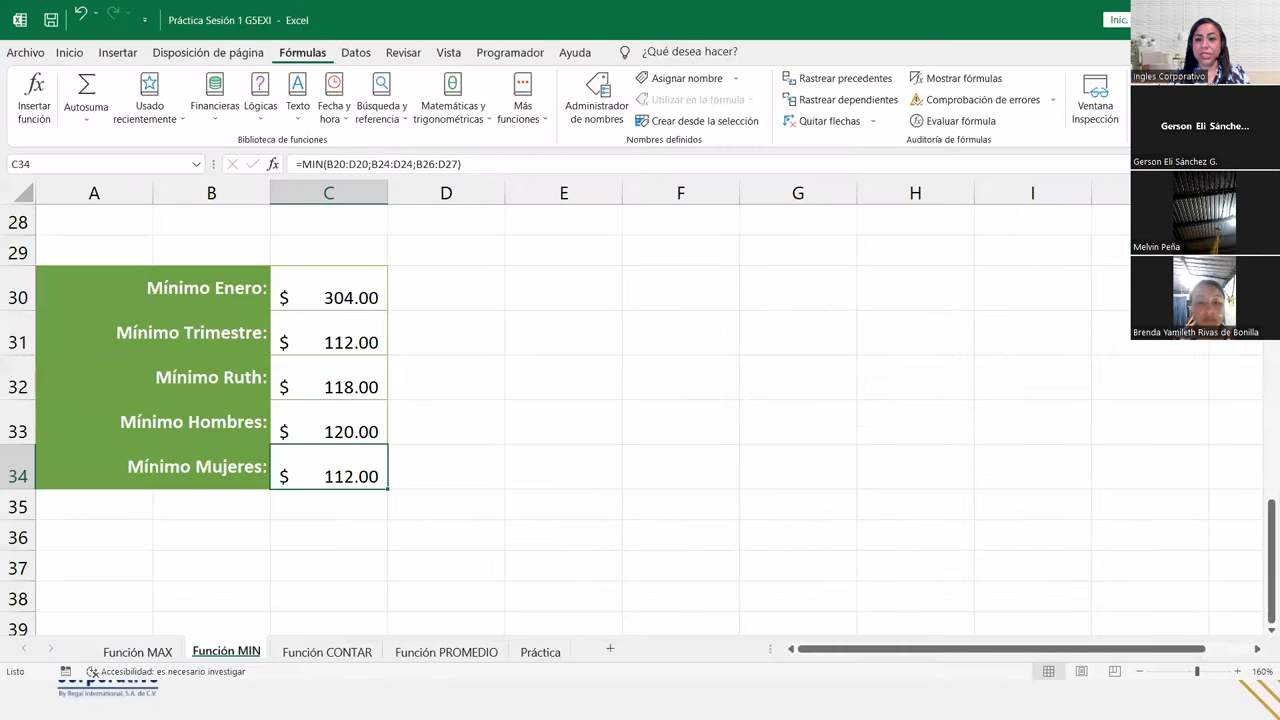 Práctica Sesión 1 G5EXI - Excel
Inic.
Archivo Inicio Insertar Disposición de página Fórmulas Datos Revisar Vista Programador Ayuda ¿Qué desea hacer?
Insertar función
Autosuma
Usado recientemente
Financieras
Lógicas
Texto
Fecha y hora
Búsqueda y referencia
Matemáticas y trigonométricas
Más funciones
Biblioteca de funciones
Administrador de nombres
Asignar nombre
Utilizar en la fórmula
Crear desde la selección
Nombres definidos
Rastrear precedentes
Rastrear dependientes
Quitar flechas
Mostrar fórmulas
Comprobación de errores
Evaluar fórmula
Auditoría de fórmulas
Ventana Inspección
C34 fx =MIN(B20:D20;B24:D24;B26:D27)
A B C D E F G H I
28
29
30 Mínimo Enero: $ 304.00
31 Mínimo Trimestre: $ 112.00
32 Mínimo Ruth: $ 118.00
33 Mínimo Hombres: $ 120.00
34 Mínimo Mujeres: $ 112.00
35
36
37
38
39
Función MAX Función MIN Función CONTAR Función PROMEDIO Práctica
Listo Accesibilidad: es necesario investigar 160%
By Regal International, S.A. de C.V.
Ingles Corporativo
Gerson Eli Sánche...
Gerson Eli Sánchez G.
Melvin Peña
Brenda Yamileth Rivas de Bonilla